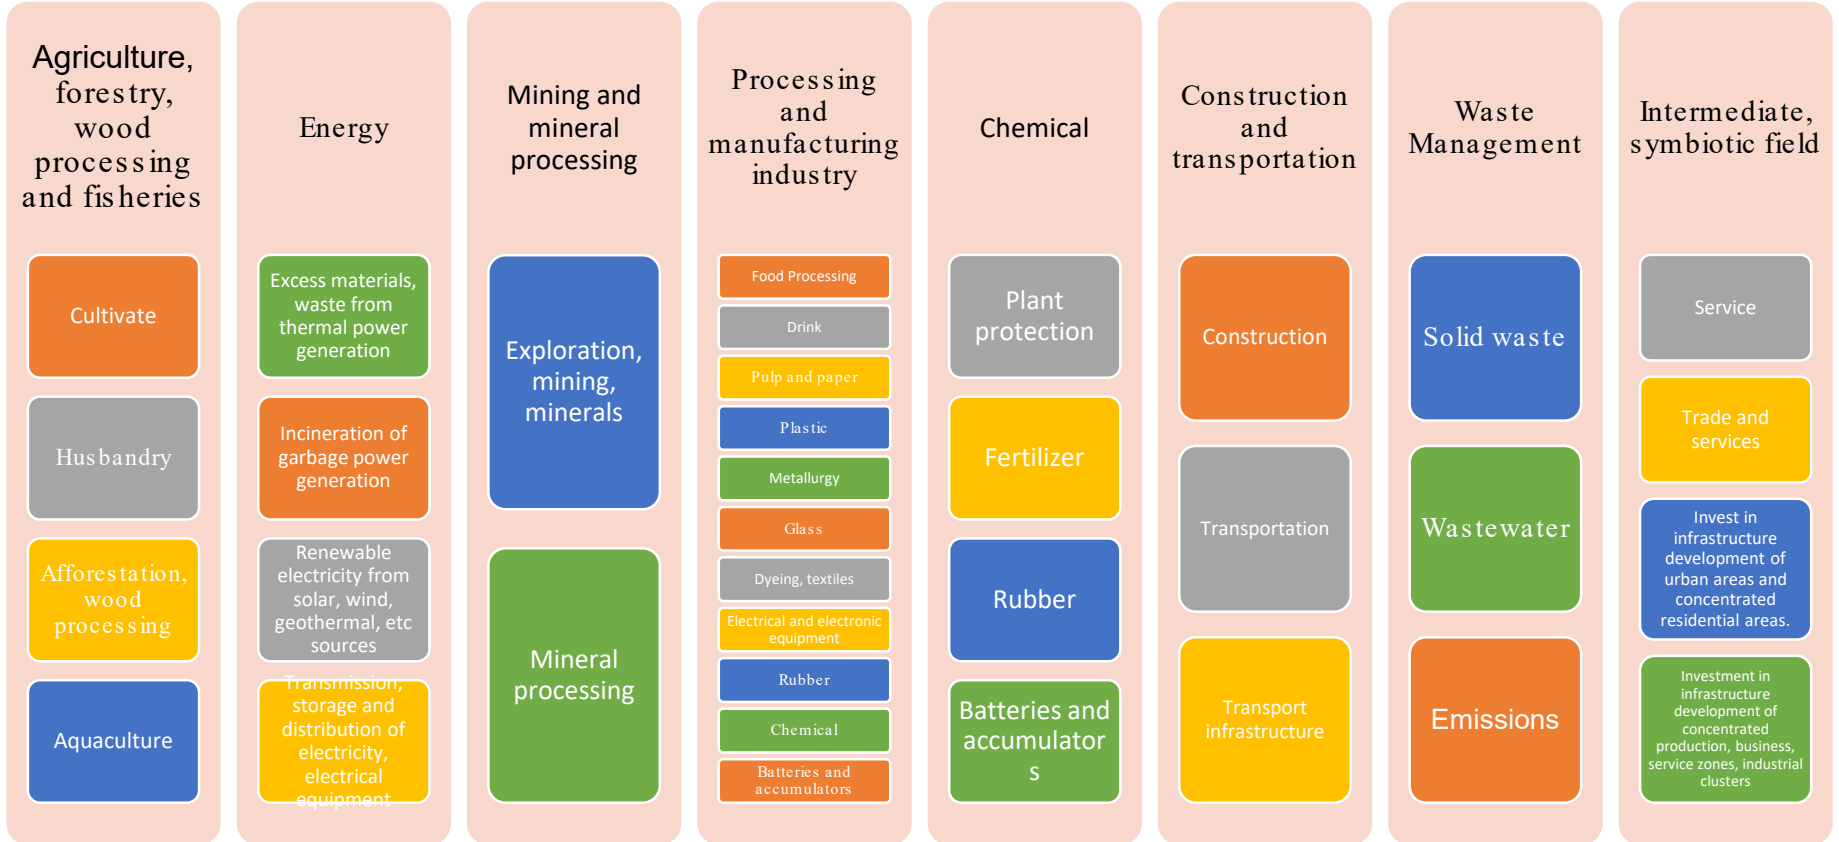 Agriculture,
forestry,
wood
processing
and fisheries
Cultivate
Husbandry
Afforestation,
wood
processing
Aquaculture
Energy
Excess materials,
waste from
thermal power
generation
Incineration of
garbage power
generation
Renewable
electricity from
solar, wind,
geothermal, etc
sources
Transmission,
storage and
distribution of
electricity,
electrical
equipment
Mining and
mineral
processing
Exploration,
mining,
minerals
Mineral
processing
Processing
and
manufacturing
industry
Food Processing
Drink
Pulp and paper
Plastic
Metallurgy
Glass
Dyeing, textiles
Electrical and electronic
equipment
Rubber
Chemical
Batteries and
accumulators
Chemical
Plant
protection
Fertilizer
Rubber
Batteries and
accumulator
s
Construction
and
transportation
Construction
Transportation
Transport
infrastructure
Waste
Management
Solid waste
Wastewater
Emissions
Intermediate,
symbiotic field
Service
Trade and
services
Invest in
infrastructure
development of
urban areas and
concentrated
residential areas.
Investment in
infrastructure
development of
concentrated
production, business,
service zones, industrial
clusters